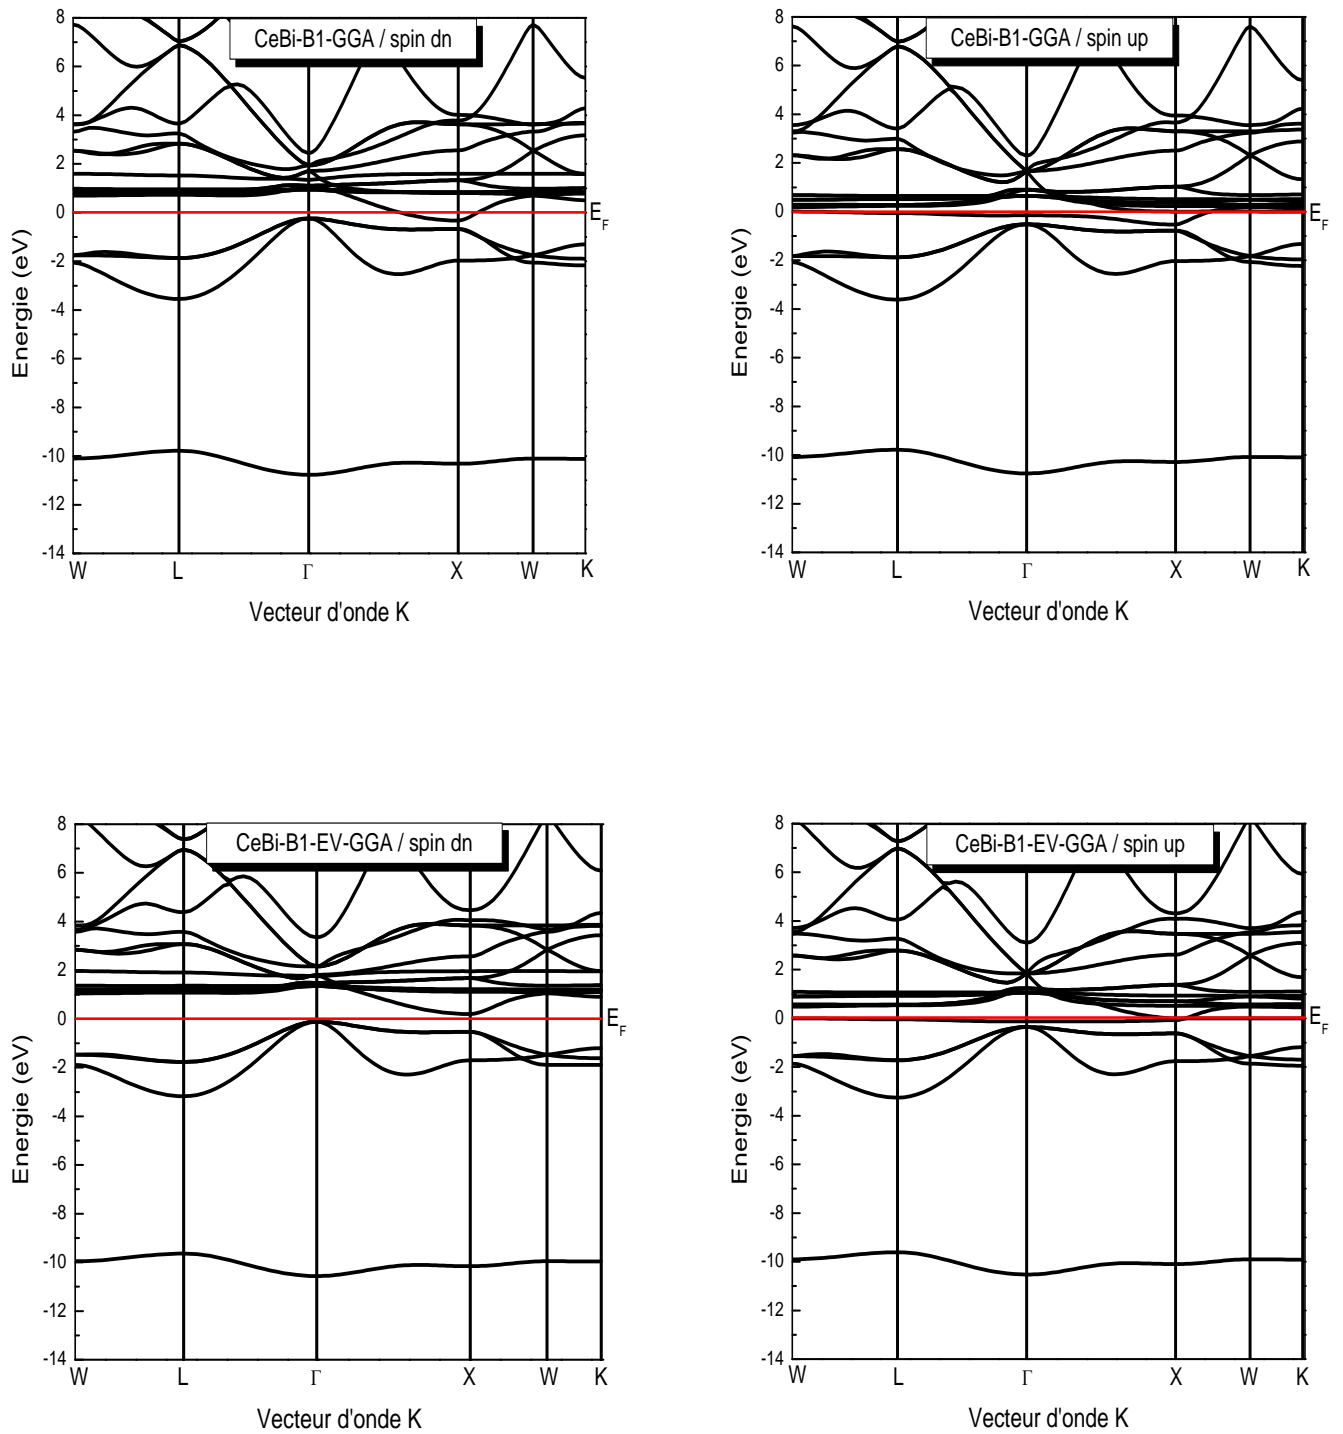 CeBi-B1-GGA / spin dn
8
6
4
2
0
-2
-4
-6
-8
-10
-12
-14
Energie (eV)
E_F
W L Γ X W K
Vecteur d'onde K
CeBi-B1-GGA / spin up
8
6
4
2
0
-2
-4
-6
-8
-10
-12
-14
Energie (eV)
E_F
W L Γ X W K
Vecteur d'onde K
CeBi-B1-EV-GGA / spin dn
8
6
4
2
0
-2
-4
-6
-8
-10
-12
-14
Energie (eV)
E_F
W L Γ X W K
Vecteur d'onde K
CeBi-B1-EV-GGA / spin up
8
6
4
2
0
-2
-4
-6
-8
-10
-12
-14
Energie (eV)
E_F
W L Γ X W K
Vecteur d'onde K